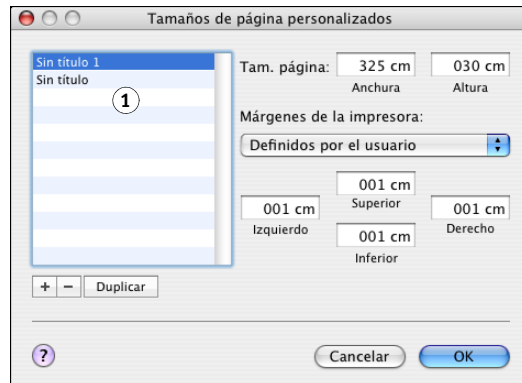 Tamaños de página personalizados
Sin título 1
Sin título
1
Tam. página: 325 cm 030 cm
Anchura Altura
Márgenes de la impresora:
Definidos por el usuario
001 cm
Superior
001 cm 001 cm
Izquierdo Derecho
001 cm
Inferior
+ − Duplicar
? Cancelar OK